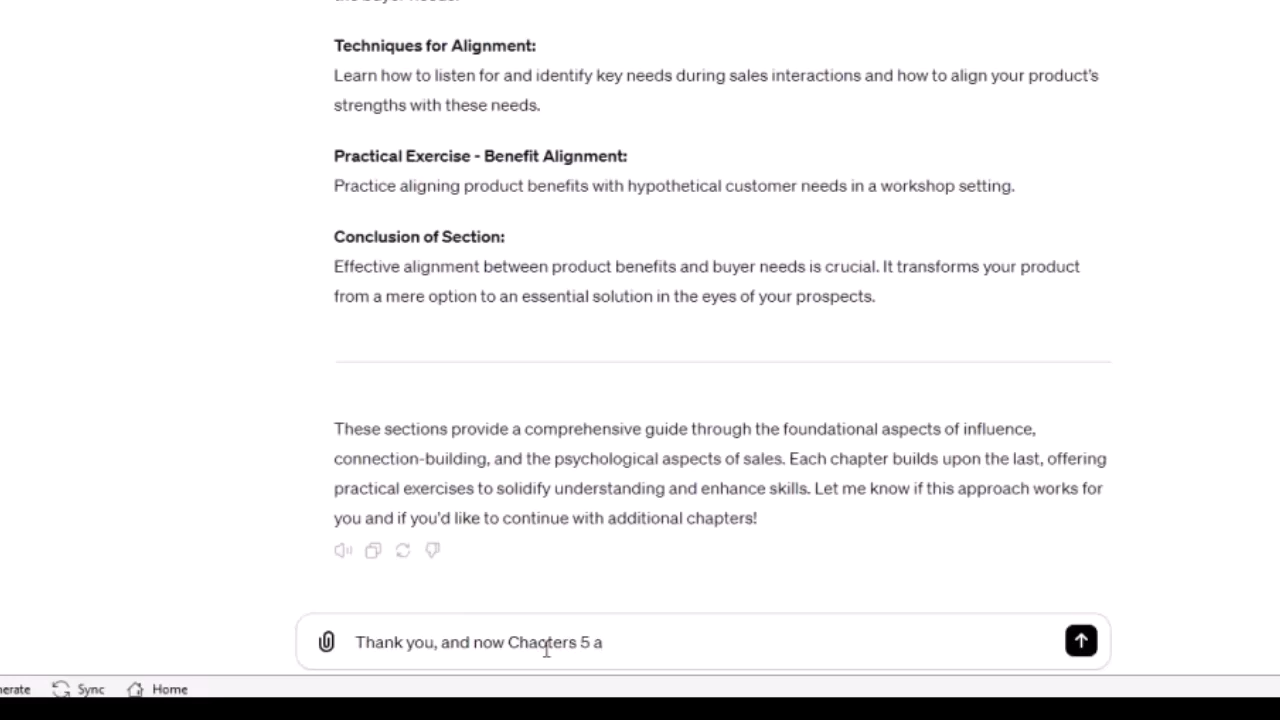 the buyer needs.
Techniques for Alignment:
Learn how to listen for and identify key needs during sales interactions and how to align your product's
strengths with these needs.
Practical Exercise - Benefit Alignment:
Practice aligning product benefits with hypothetical customer needs in a workshop setting.
Conclusion of Section:
Effective alignment between product benefits and buyer needs is crucial. It transforms your product
from a mere option to an essential solution in the eyes of your prospects.
These sections provide a comprehensive guide through the foundational aspects of influence,
connection-building, and the psychological aspects of sales. Each chapter builds upon the last, offering
practical exercises to solidify understanding and enhance skills. Let me know if this approach works for
you and if you'd like to continue with additional chapters!
Thank you, and now Chapters 5 a
nerate Sync Home